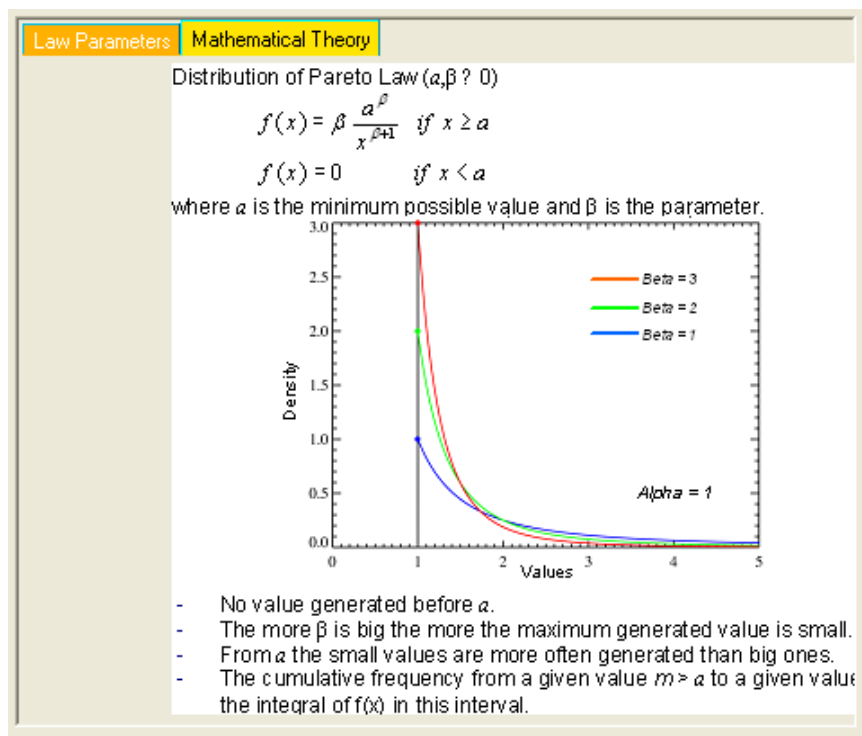 Law Parameters Mathematical Theory
Distribution of Pareto Law (a,β ? 0)
f(x) = β a^β / x^(β+1) if x ≥ a
f(x) = 0 if x < a
where a is the minimum possible value and β is the parameter.
3.0
2.5
2.0
1.5
1.0
0.5
0.0
Density
Beta = 3
Beta = 2
Beta = 1
Alpha = 1
0 1 2 3 4 5
Values
- No value generated before a.
- The more β is big the more the maximum generated value is small.
- From a the small values are more often generated than big ones.
- The cumulative frequency from a given value m > a to a given value
the integral of f(x) in this interval.